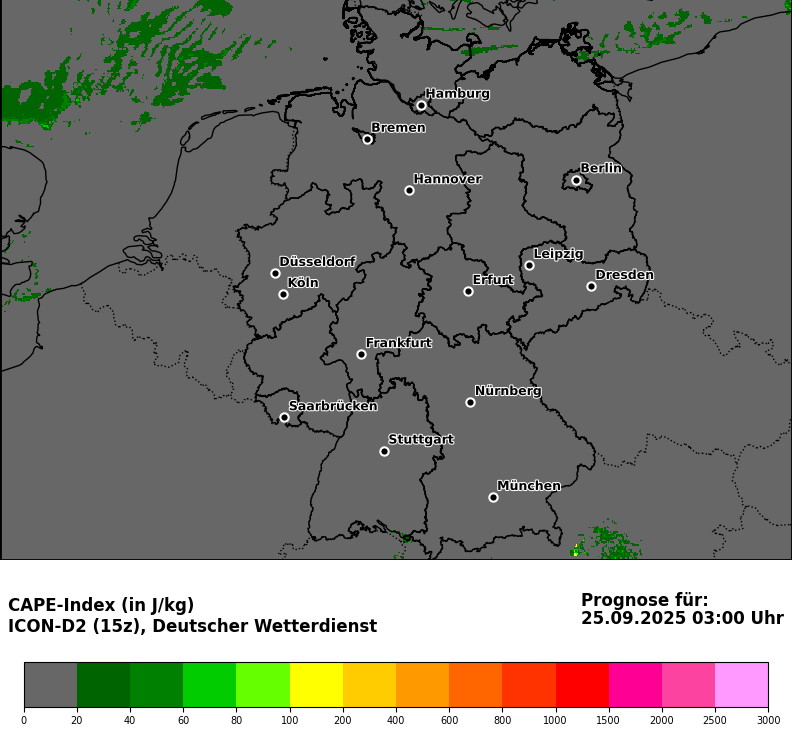 Hamburg
Bremen
Berlin
Hannover
Leipzig
Düsseldorf
Dresden
Erfurt
Köln
Frankfurt
Nürnberg
Saarbrücken
Stuttgart
München
CAPE-Index (in J/kg)
ICON-D2 (15z), Deutscher Wetterdienst
Prognose für:
25.09.2025 03:00 Uhr
0 20 40 60 80 100 200 400 600 800 1000 1500 2000 2500 3000